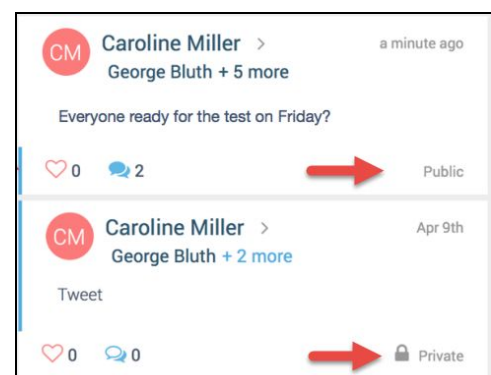 CM Caroline Miller > a minute ago
George Bluth + 5 more
Everyone ready for the test on Friday?
0 2 Public
CM Caroline Miller > Apr 9th
George Bluth + 2 more
Tweet
0 0 Private